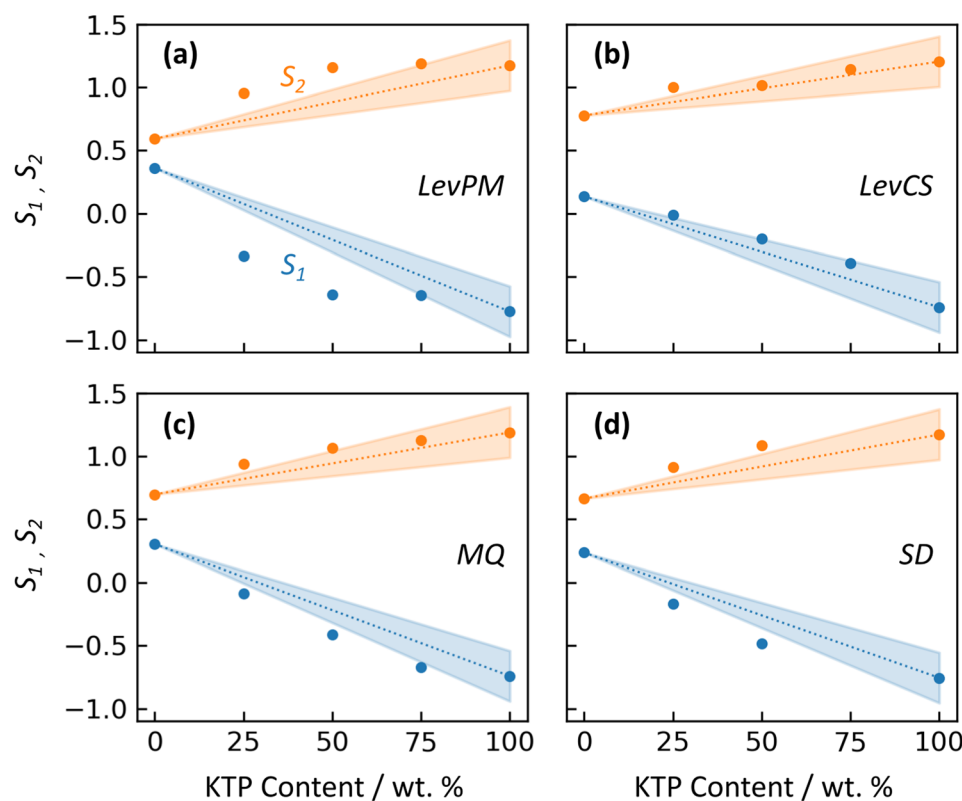 (a)
S₂
S₁
LevPM
1.5
1.0
0.5
0.0
−0.5
−1.0
S₁ , S₂
(b)
LevCS
(c)
MQ
1.5
1.0
0.5
0.0
−0.5
−1.0
S₁ , S₂
0 25 50 75 100
KTP Content / wt. %
(d)
SD
0 25 50 75 100
KTP Content / wt. %